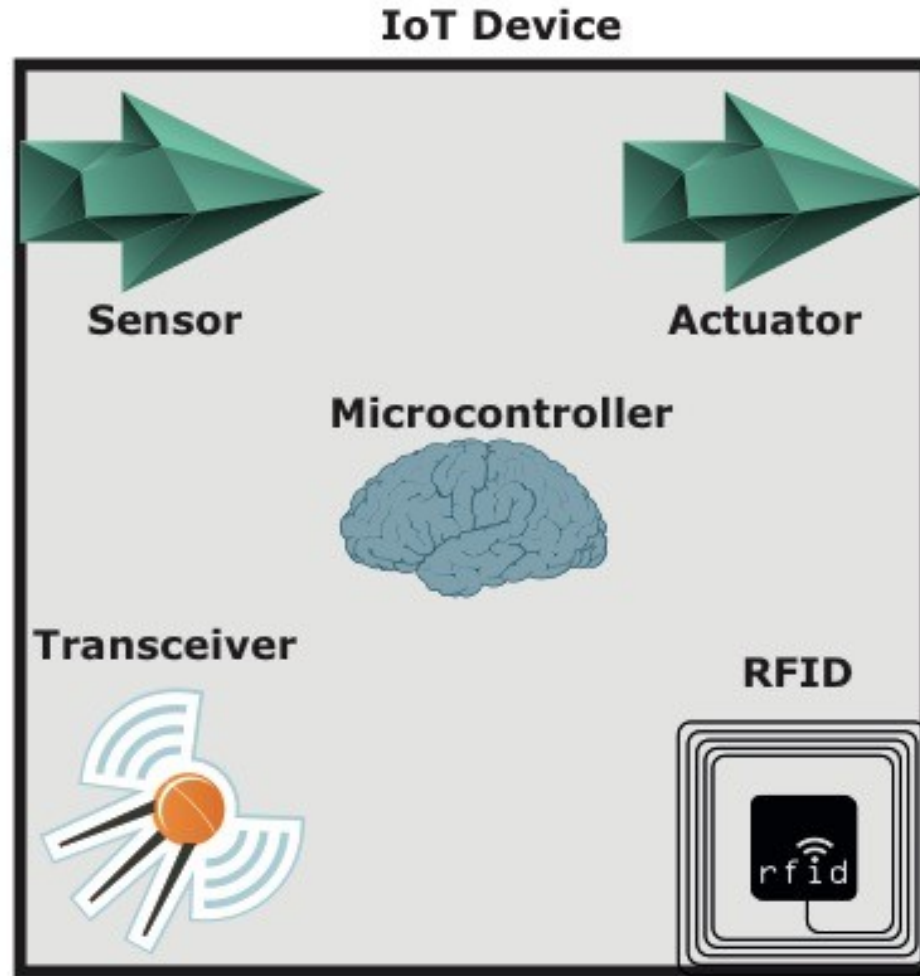 IoT Device
Sensor
Actuator
Microcontroller
Transceiver
RFID
rfid